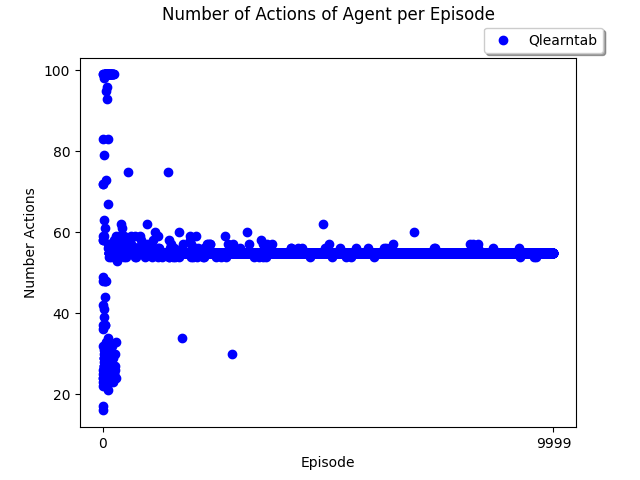 Number of Actions of Agent per Episode
Qlearntab
100
80
60
40
20
Number Actions
0
9999
Episode